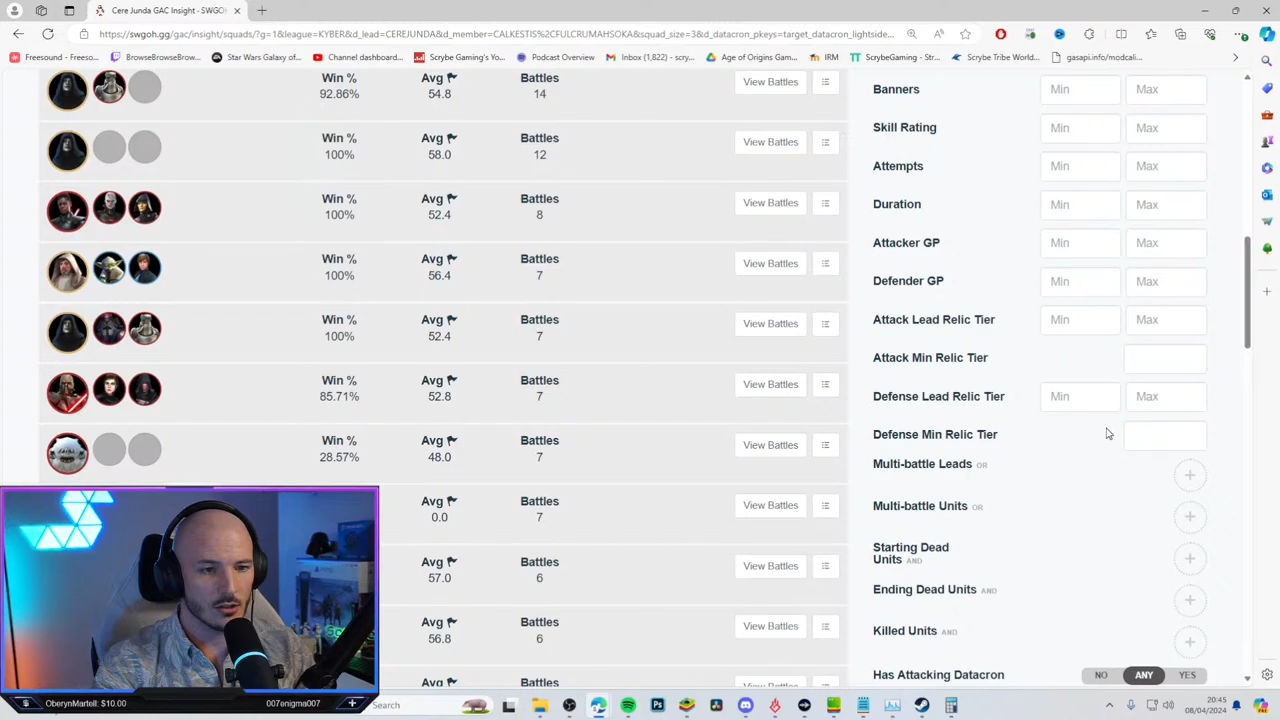 Cere Junda GAC Insight - SWGOH.G
https://swgoh.gg/gac/insight/squads/?g=1&league=KYBER&d_lead=CEREJUNDA&d_member=CALKESTIS%2CFULCRUMAHSOKA&squad_size=3&d_datacron_pkeys=target_datacron_lightside...
Freesound - Freeso...
BrowseBrowseBrow...
Star Wars Galaxy of...
Channel dashboard...
Scrybe Gaming's Yo...
Podcast Overview
Inbox (1,822) - scry...
Age of Origins Gam...
IRM
ScrybeGaming - Str...
Scrybe Tribe World...
gasapi.info/modcali...
Win % Avg Battles View Battles
92.86% 54.8 14
Win % Avg Battles View Battles
100% 58.0 12
Win % Avg Battles View Battles
100% 52.4 8
Win % Avg Battles View Battles
100% 56.4 7
Win % Avg Battles View Battles
100% 52.4 7
Win % Avg Battles View Battles
85.71% 52.8 7
Win % Avg Battles View Battles
28.57% 48.0 7
Avg Battles View Battles
0.0 7
Avg Battles View Battles
57.0 6
Avg Battles View Battles
56.8 6
Avg Battles
Banners Min Max
Skill Rating Min Max
Attempts Min Max
Duration Min Max
Attacker GP Min Max
Defender GP Min Max
Attack Lead Relic Tier Min Max
Attack Min Relic Tier
Defense Lead Relic Tier Min Max
Defense Min Relic Tier
Multi-battle Leads OR
Multi-battle Units OR
Starting Dead
Units AND
Ending Dead Units AND
Killed Units AND
Has Attacking Datacron NO ANY YES
OberynMartell: $10.00
007enigma007
Search
20:45
08/04/2024